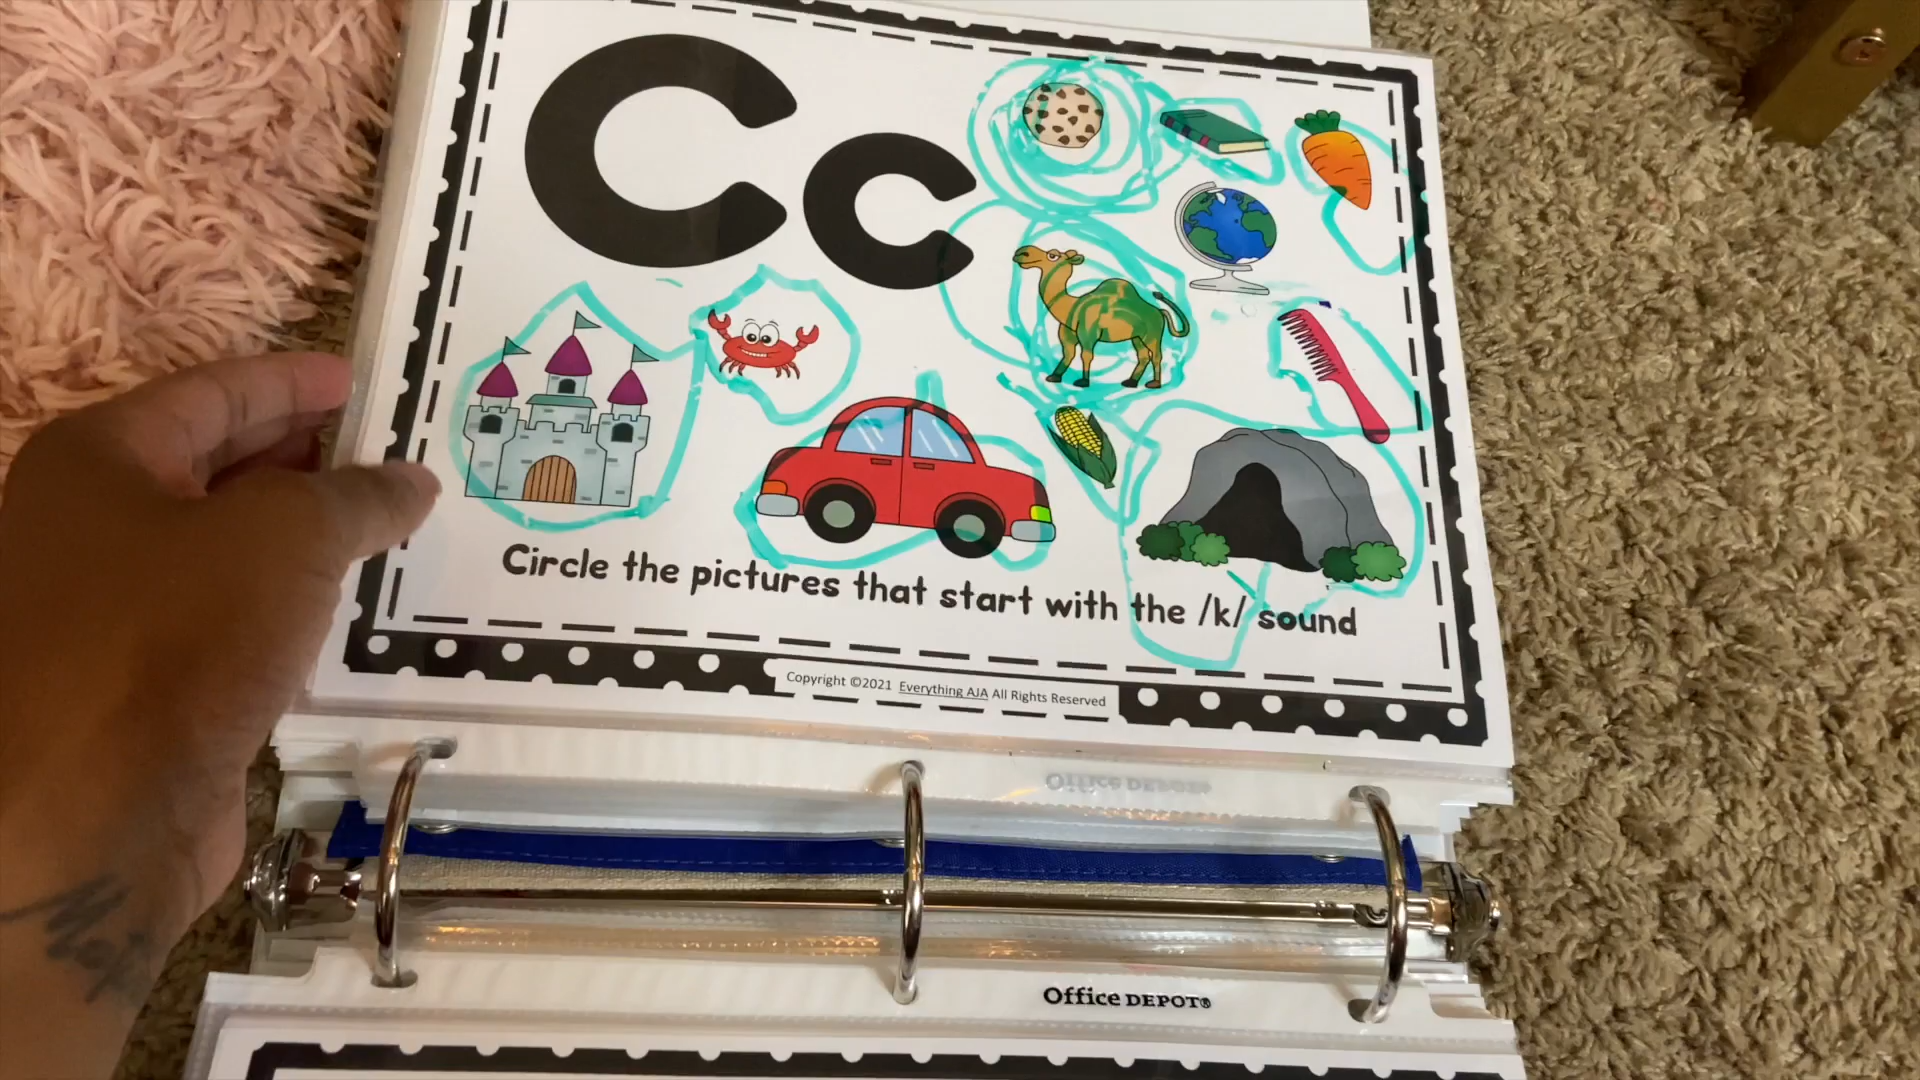 Cc
Circle the pictures that start with the /k/ sound
Copyright ©2021 Everything AJA All Rights Reserved
Office DEPOT
Office DEPOT®